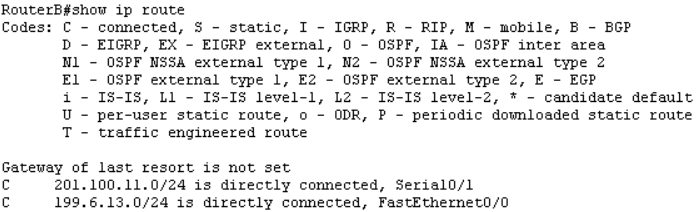 RouterB#show ip route
Codes: C - connected, S - static, I - IGRP, R - RIP, M - mobile, B - BGP
D - EIGRP, EX - EIGRP external, O - OSPF, IA - OSPF inter area
N1 - OSPF NSSA external type 1, N2 - OSPF NSSA external type 2
E1 - OSPF external type 1, E2 - OSPF external type 2, E - EGP
i - IS-IS, L1 - IS-IS level-1, L2 - IS-IS level-2, * - candidate default
U - per-user static route, o - ODR, P - periodic downloaded static route
T - traffic engineered route
Gateway of last resort is not set
C 201.100.11.0/24 is directly connected, Serial0/1
C 199.6.13.0/24 is directly connected, FastEthernet0/0